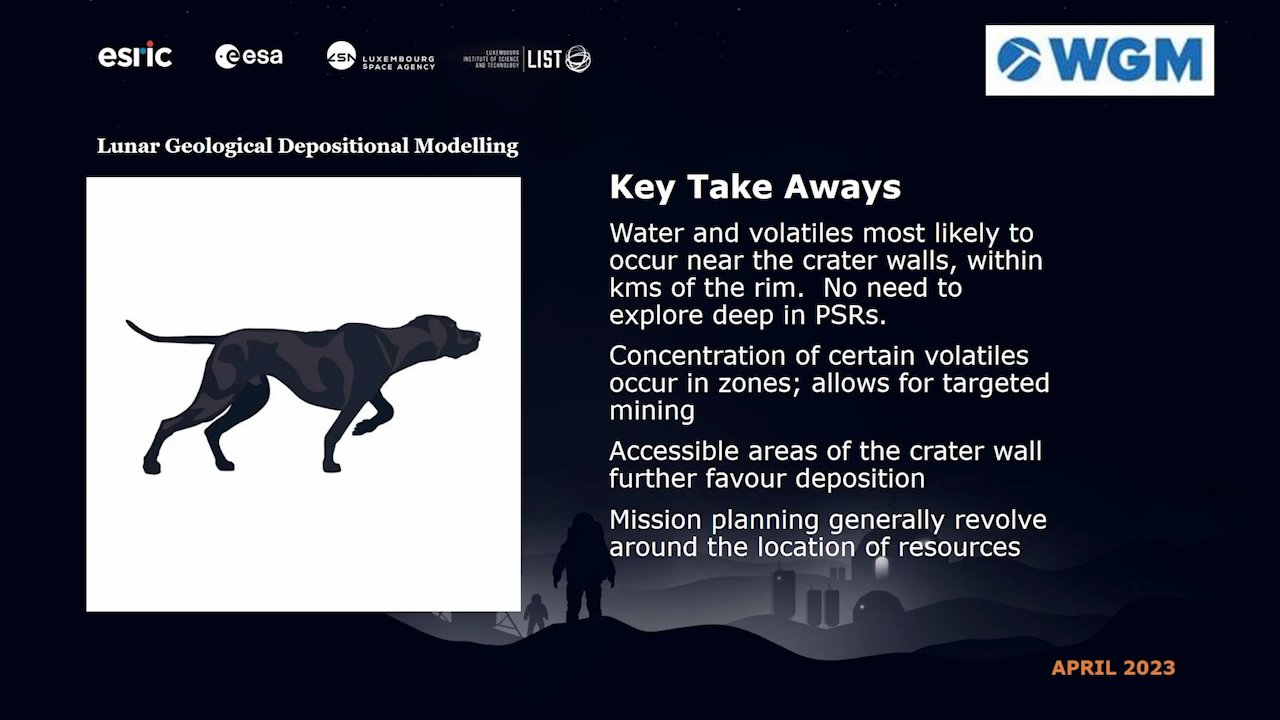 esric
esa
LSA LUXEMBOURG
SPACE AGENCY
LUXEMBOURG
INSTITUTE OF SCIENCE
AND TECHNOLOGY
LIST
WGM
Lunar Geological Depositional Modelling
Key Take Aways
Water and volatiles most likely to
occur near the crater walls, within
kms of the rim. No need to
explore deep in PSRs.
Concentration of certain volatiles
occur in zones; allows for targeted
mining
Accessible areas of the crater wall
further favour deposition
Mission planning generally revolve
around the location of resources
APRIL 2023